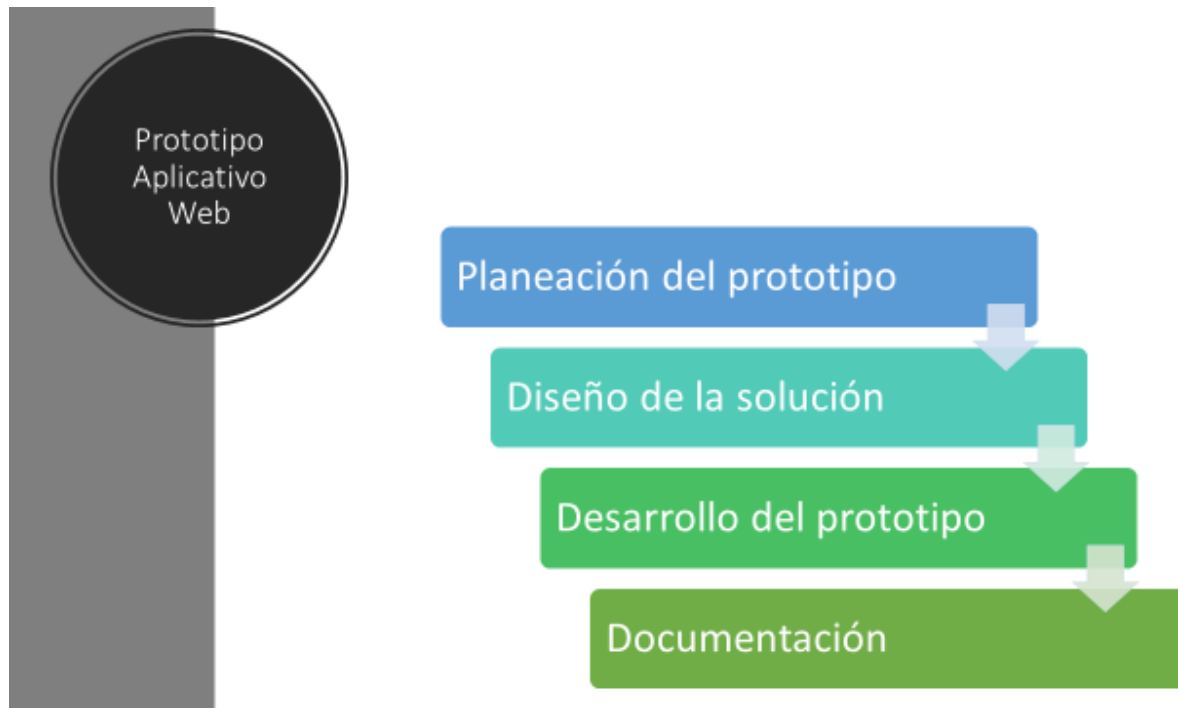 Prototipo
Aplicativo
Web
Planeación del prototipo
Diseño de la solución
Desarrollo del prototipo
Documentación